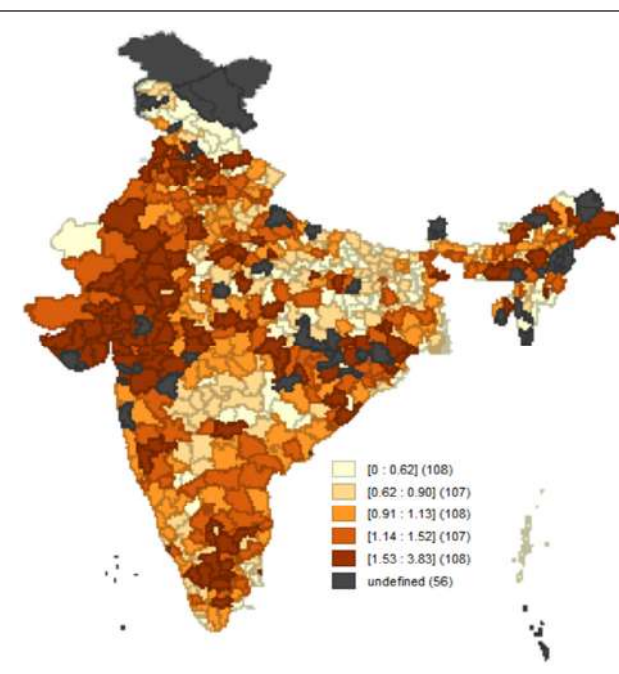 [0 : 0.62] (108)
[0.62 : 0.90] (107)
[0.91 : 1.13] (108)
[1.14 : 1.52] (107)
[1.53 : 3.83] (108)
undefined (56)